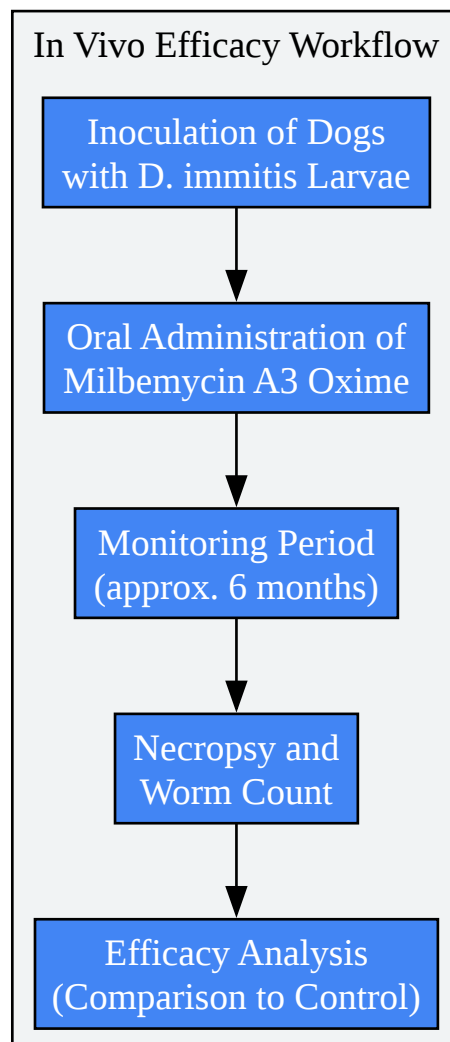 In Vivo Efficacy Workflow
Inoculation of Dogs
with D. immitis Larvae
Oral Administration of
Milbemycin A3 Oxime
Monitoring Period
(approx. 6 months)
Necropsy and
Worm Count
Efficacy Analysis
(Comparison to Control)